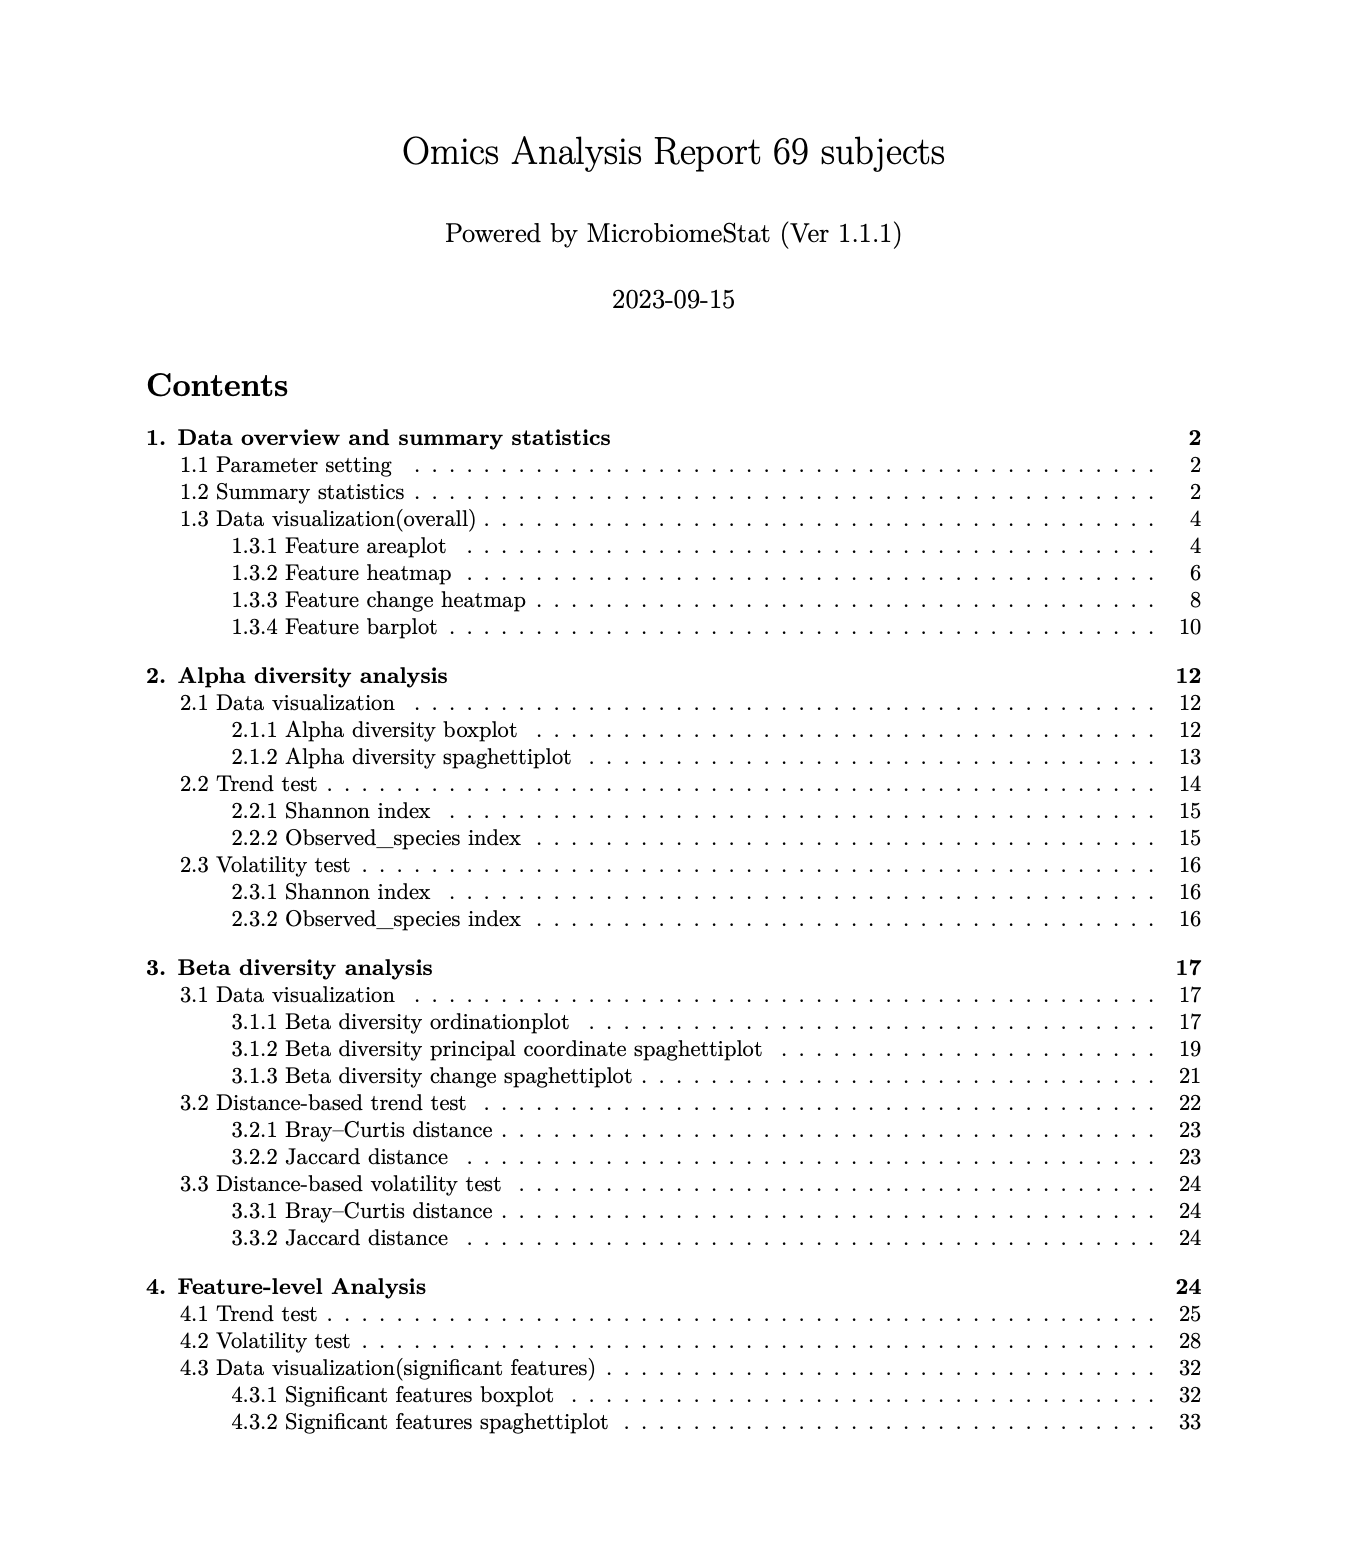 Omics Analysis Report 69 subjects
Powered by MicrobiomeStat (Ver 1.1.1)
2023-09-15
Contents
1. Data overview and summary statistics 2
1.1 Parameter setting . . . . . . . . . . . . . . . . . . . . . . . . . . . . . . . . . . . . . . . . . . . 2
1.2 Summary statistics . . . . . . . . . . . . . . . . . . . . . . . . . . . . . . . . . . . . . . . . . . . 2
1.3 Data visualization(overall) . . . . . . . . . . . . . . . . . . . . . . . . . . . . . . . . . . . . . . . 4
1.3.1 Feature areaplot . . . . . . . . . . . . . . . . . . . . . . . . . . . . . . . . . . . . . . . . 4
1.3.2 Feature heatmap . . . . . . . . . . . . . . . . . . . . . . . . . . . . . . . . . . . . . . . . 6
1.3.3 Feature change heatmap . . . . . . . . . . . . . . . . . . . . . . . . . . . . . . . . . . . . 8
1.3.4 Feature barplot . . . . . . . . . . . . . . . . . . . . . . . . . . . . . . . . . . . . . . . . . 10
2. Alpha diversity analysis 12
2.1 Data visualization . . . . . . . . . . . . . . . . . . . . . . . . . . . . . . . . . . . . . . . . . . . 12
2.1.1 Alpha diversity boxplot . . . . . . . . . . . . . . . . . . . . . . . . . . . . . . . . . . . . 12
2.1.2 Alpha diversity spaghettiplot . . . . . . . . . . . . . . . . . . . . . . . . . . . . . . . . . 13
2.2 Trend test . . . . . . . . . . . . . . . . . . . . . . . . . . . . . . . . . . . . . . . . . . . . . . . . 14
2.2.1 Shannon index . . . . . . . . . . . . . . . . . . . . . . . . . . . . . . . . . . . . . . . . . 15
2.2.2 Observed_species index . . . . . . . . . . . . . . . . . . . . . . . . . . . . . . . . . . . . 15
2.3 Volatility test . . . . . . . . . . . . . . . . . . . . . . . . . . . . . . . . . . . . . . . . . . . . . . 16
2.3.1 Shannon index . . . . . . . . . . . . . . . . . . . . . . . . . . . . . . . . . . . . . . . . . 16
2.3.2 Observed_species index . . . . . . . . . . . . . . . . . . . . . . . . . . . . . . . . . . . . 16
3. Beta diversity analysis 17
3.1 Data visualization . . . . . . . . . . . . . . . . . . . . . . . . . . . . . . . . . . . . . . . . . . . 17
3.1.1 Beta diversity ordinationplot . . . . . . . . . . . . . . . . . . . . . . . . . . . . . . . . . 17
3.1.2 Beta diversity principal coordinate spaghettiplot . . . . . . . . . . . . . . . . . . . . . . 19
3.1.3 Beta diversity change spaghettiplot . . . . . . . . . . . . . . . . . . . . . . . . . . . . . . 21
3.2 Distance-based trend test . . . . . . . . . . . . . . . . . . . . . . . . . . . . . . . . . . . . . . . 22
3.2.1 Bray–Curtis distance . . . . . . . . . . . . . . . . . . . . . . . . . . . . . . . . . . . . . . 23
3.2.2 Jaccard distance . . . . . . . . . . . . . . . . . . . . . . . . . . . . . . . . . . . . . . . . 23
3.3 Distance-based volatility test . . . . . . . . . . . . . . . . . . . . . . . . . . . . . . . . . . . . . 24
3.3.1 Bray–Curtis distance . . . . . . . . . . . . . . . . . . . . . . . . . . . . . . . . . . . . . . 24
3.3.2 Jaccard distance . . . . . . . . . . . . . . . . . . . . . . . . . . . . . . . . . . . . . . . . 24
4. Feature-level Analysis 24
4.1 Trend test . . . . . . . . . . . . . . . . . . . . . . . . . . . . . . . . . . . . . . . . . . . . . . . . 25
4.2 Volatility test . . . . . . . . . . . . . . . . . . . . . . . . . . . . . . . . . . . . . . . . . . . . . . 28
4.3 Data visualization(significant features) . . . . . . . . . . . . . . . . . . . . . . . . . . . . . . . . 32
4.3.1 Significant features boxplot . . . . . . . . . . . . . . . . . . . . . . . . . . . . . . . . . . 32
4.3.2 Significant features spaghettiplot . . . . . . . . . . . . . . . . . . . . . . . . . . . . . . . 33